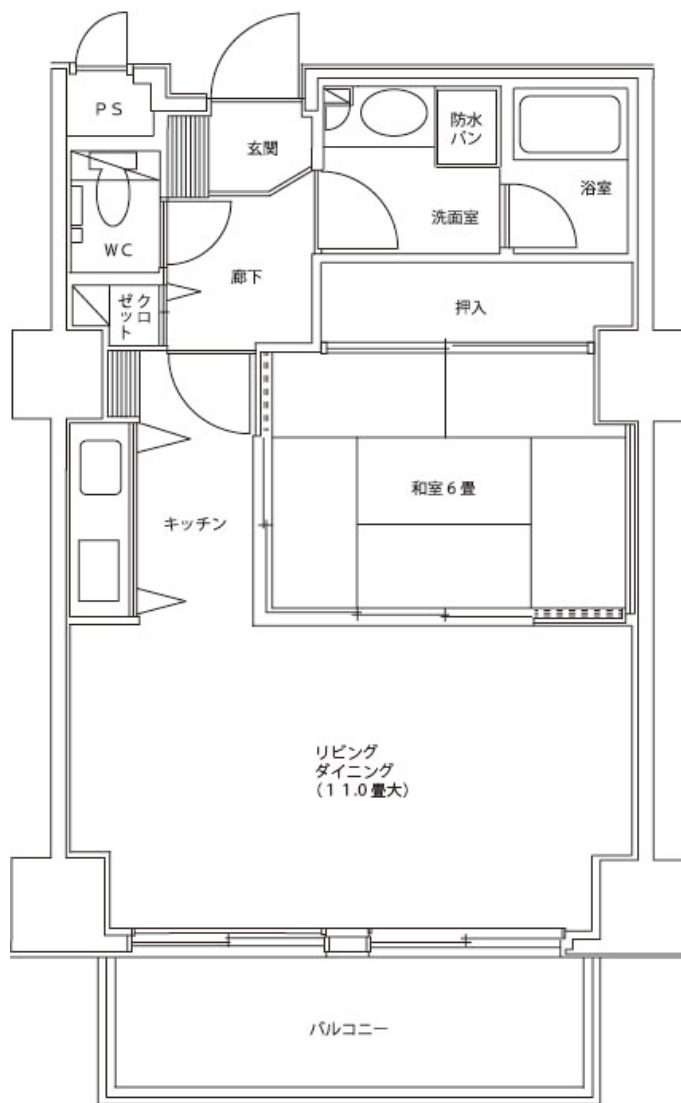 PS
玄関
防水
パン
浴室
洗面室
WC
クロ
ゼット
廊下
押入
和室6畳
キッチン
リビング
ダイニング
(11.0畳大)
バルコニー